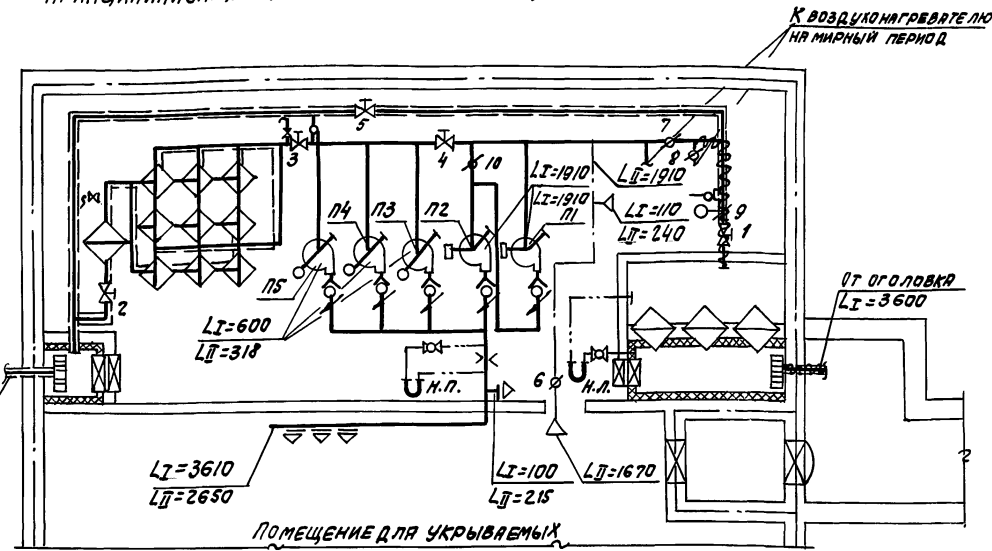 К ВОЗДУХОНАГРЕВАТЕЛЮ
НА МИРНЫЙ ПЕРИОД
5
3
4
10
7
8
LI=1910
LI=1910
LII=1910
П1
LI=110
LII=240
9
1
П5
П4
П3
П2
2
LI=600
LII=318
ОТ ОГОЛОВКА
LI=3600
Н.П.
6
Н.П.
LI=3610
LII=2650
LI=100
LII=215
LII=1670
ПОМЕЩЕНИЕ ДЛЯ УКРЫВАЕМЫХ